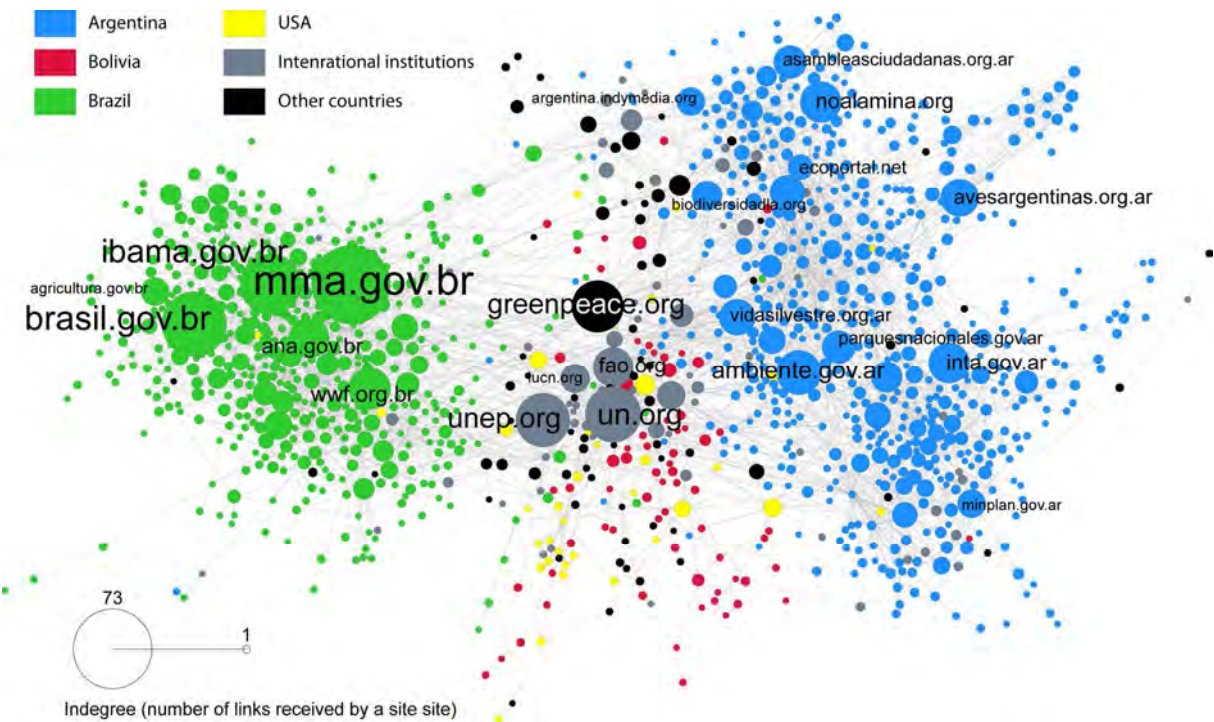 Argentina
USA
Bolivia
Intenrational institutions
Brazil
Other countries
asambleasciudadanas.org.ar
argentina.indymedia.org
noalamina.org
ecoportal.net
avesargentinas.org.ar
biodiversidadla.org
ibama.gov.br
mma.gov.br
agricultura.gov.br
brasil.gov.br
greenpeace.org
vidasilvestre.org.ar
ana.gov.br
parquesnacionales.gov.ar
fao.org
inta.gov.ar
iucn.org
ambiente.gov.ar
wwf.org.br
unep.org
un.org
minplan.gov.ar
73
1
Indegree (number of links received by a site site)